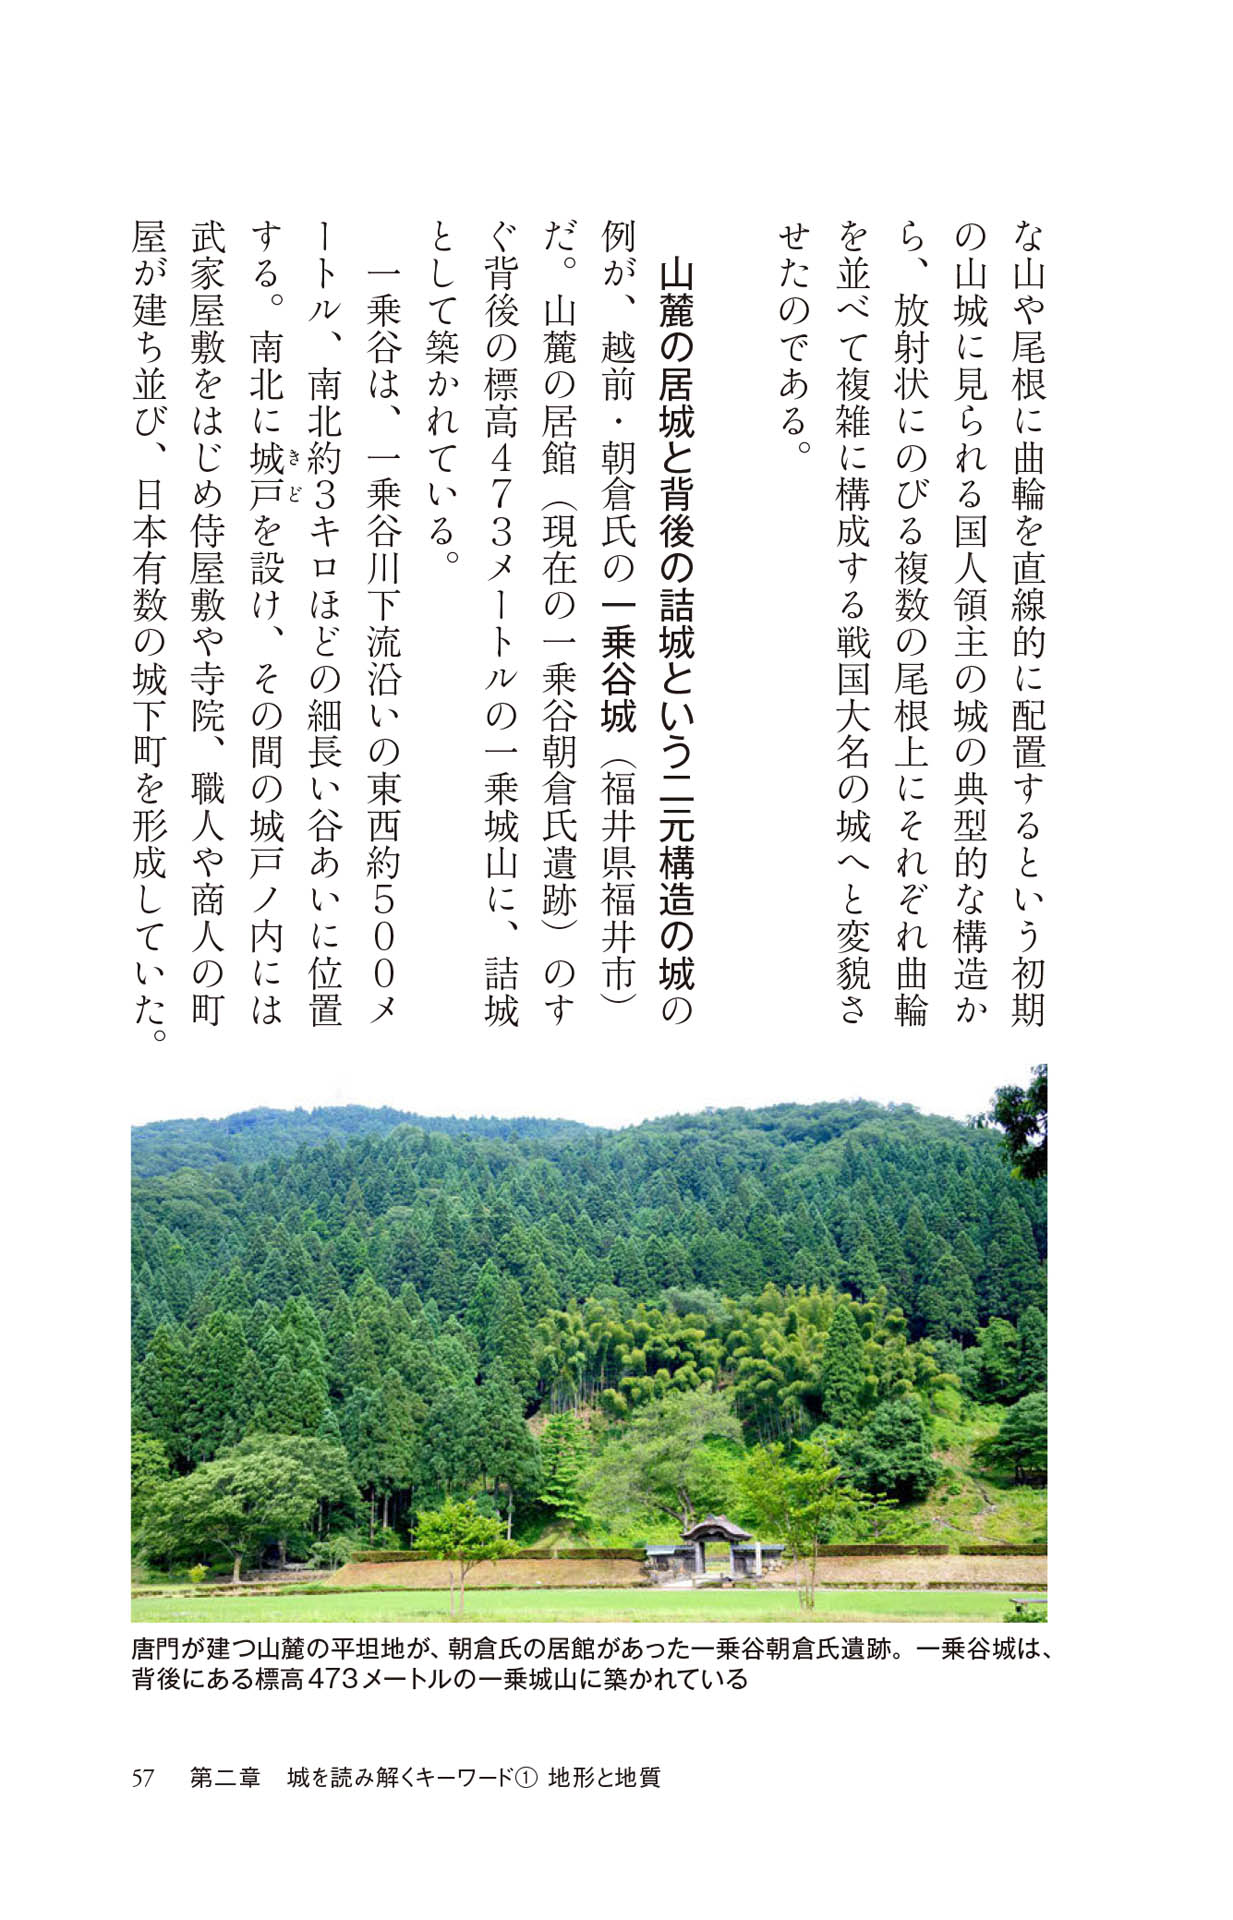 な山や尾根に曲輪を直線的に配置するという初期
の山城に見られる国人領主の城の典型的な構造か
ら、放射状にのびる複数の尾根上にそれぞれ曲輪
を並べて複雑に構成する戦国大名の城へと変貌さ
せたのである。
山麓の居城と背後の詰城という二元構造の城の
例が、越前・朝倉氏の一乗谷城（福井県福井市）
だ。山麓の居館（現在の一乗谷朝倉氏遺跡）のす
ぐ背後の標高４７３メートルの一乗城山に、詰城
として築かれている。
一乗谷は、一乗谷川下流沿いの東西約５００メ
ートル、南北約３キロほどの細長い谷あいに位置
する。南北に城戸きどを設け、その間の城戸ノ内には
武家屋敷をはじめ侍屋敷や寺院、職人や商人の町
屋が建ち並び、日本有数の城下町を形成していた。
唐門が建つ山麓の平坦地が、朝倉氏の居館があった一乗谷朝倉氏遺跡。一乗谷城は、
背後にある標高473メートルの一乗城山に築かれている
57　第二章　城を読み解くキーワード① 地形と地質